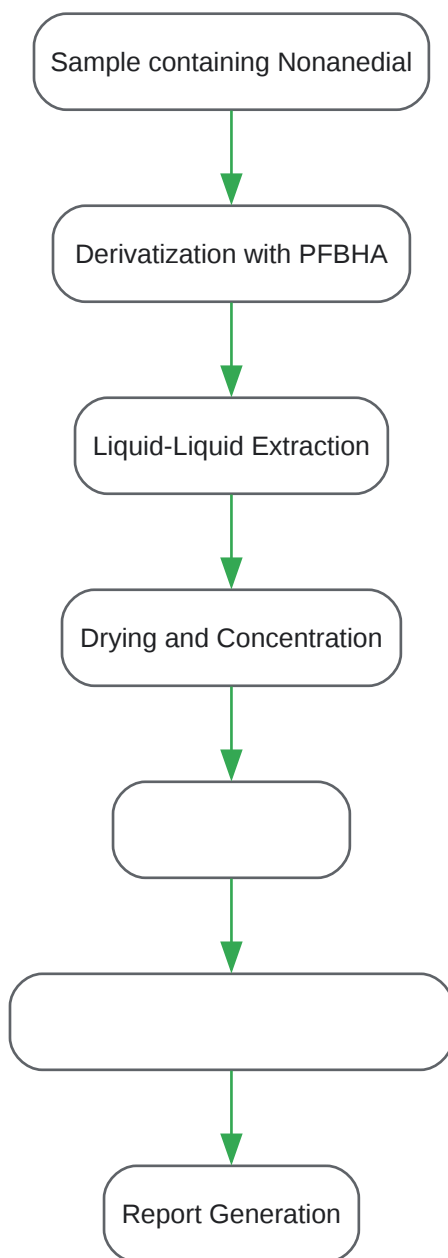 Sample containing Nonanedial
Derivatization with PFBHA
Liquid-Liquid Extraction
Drying and Concentration
Report Generation